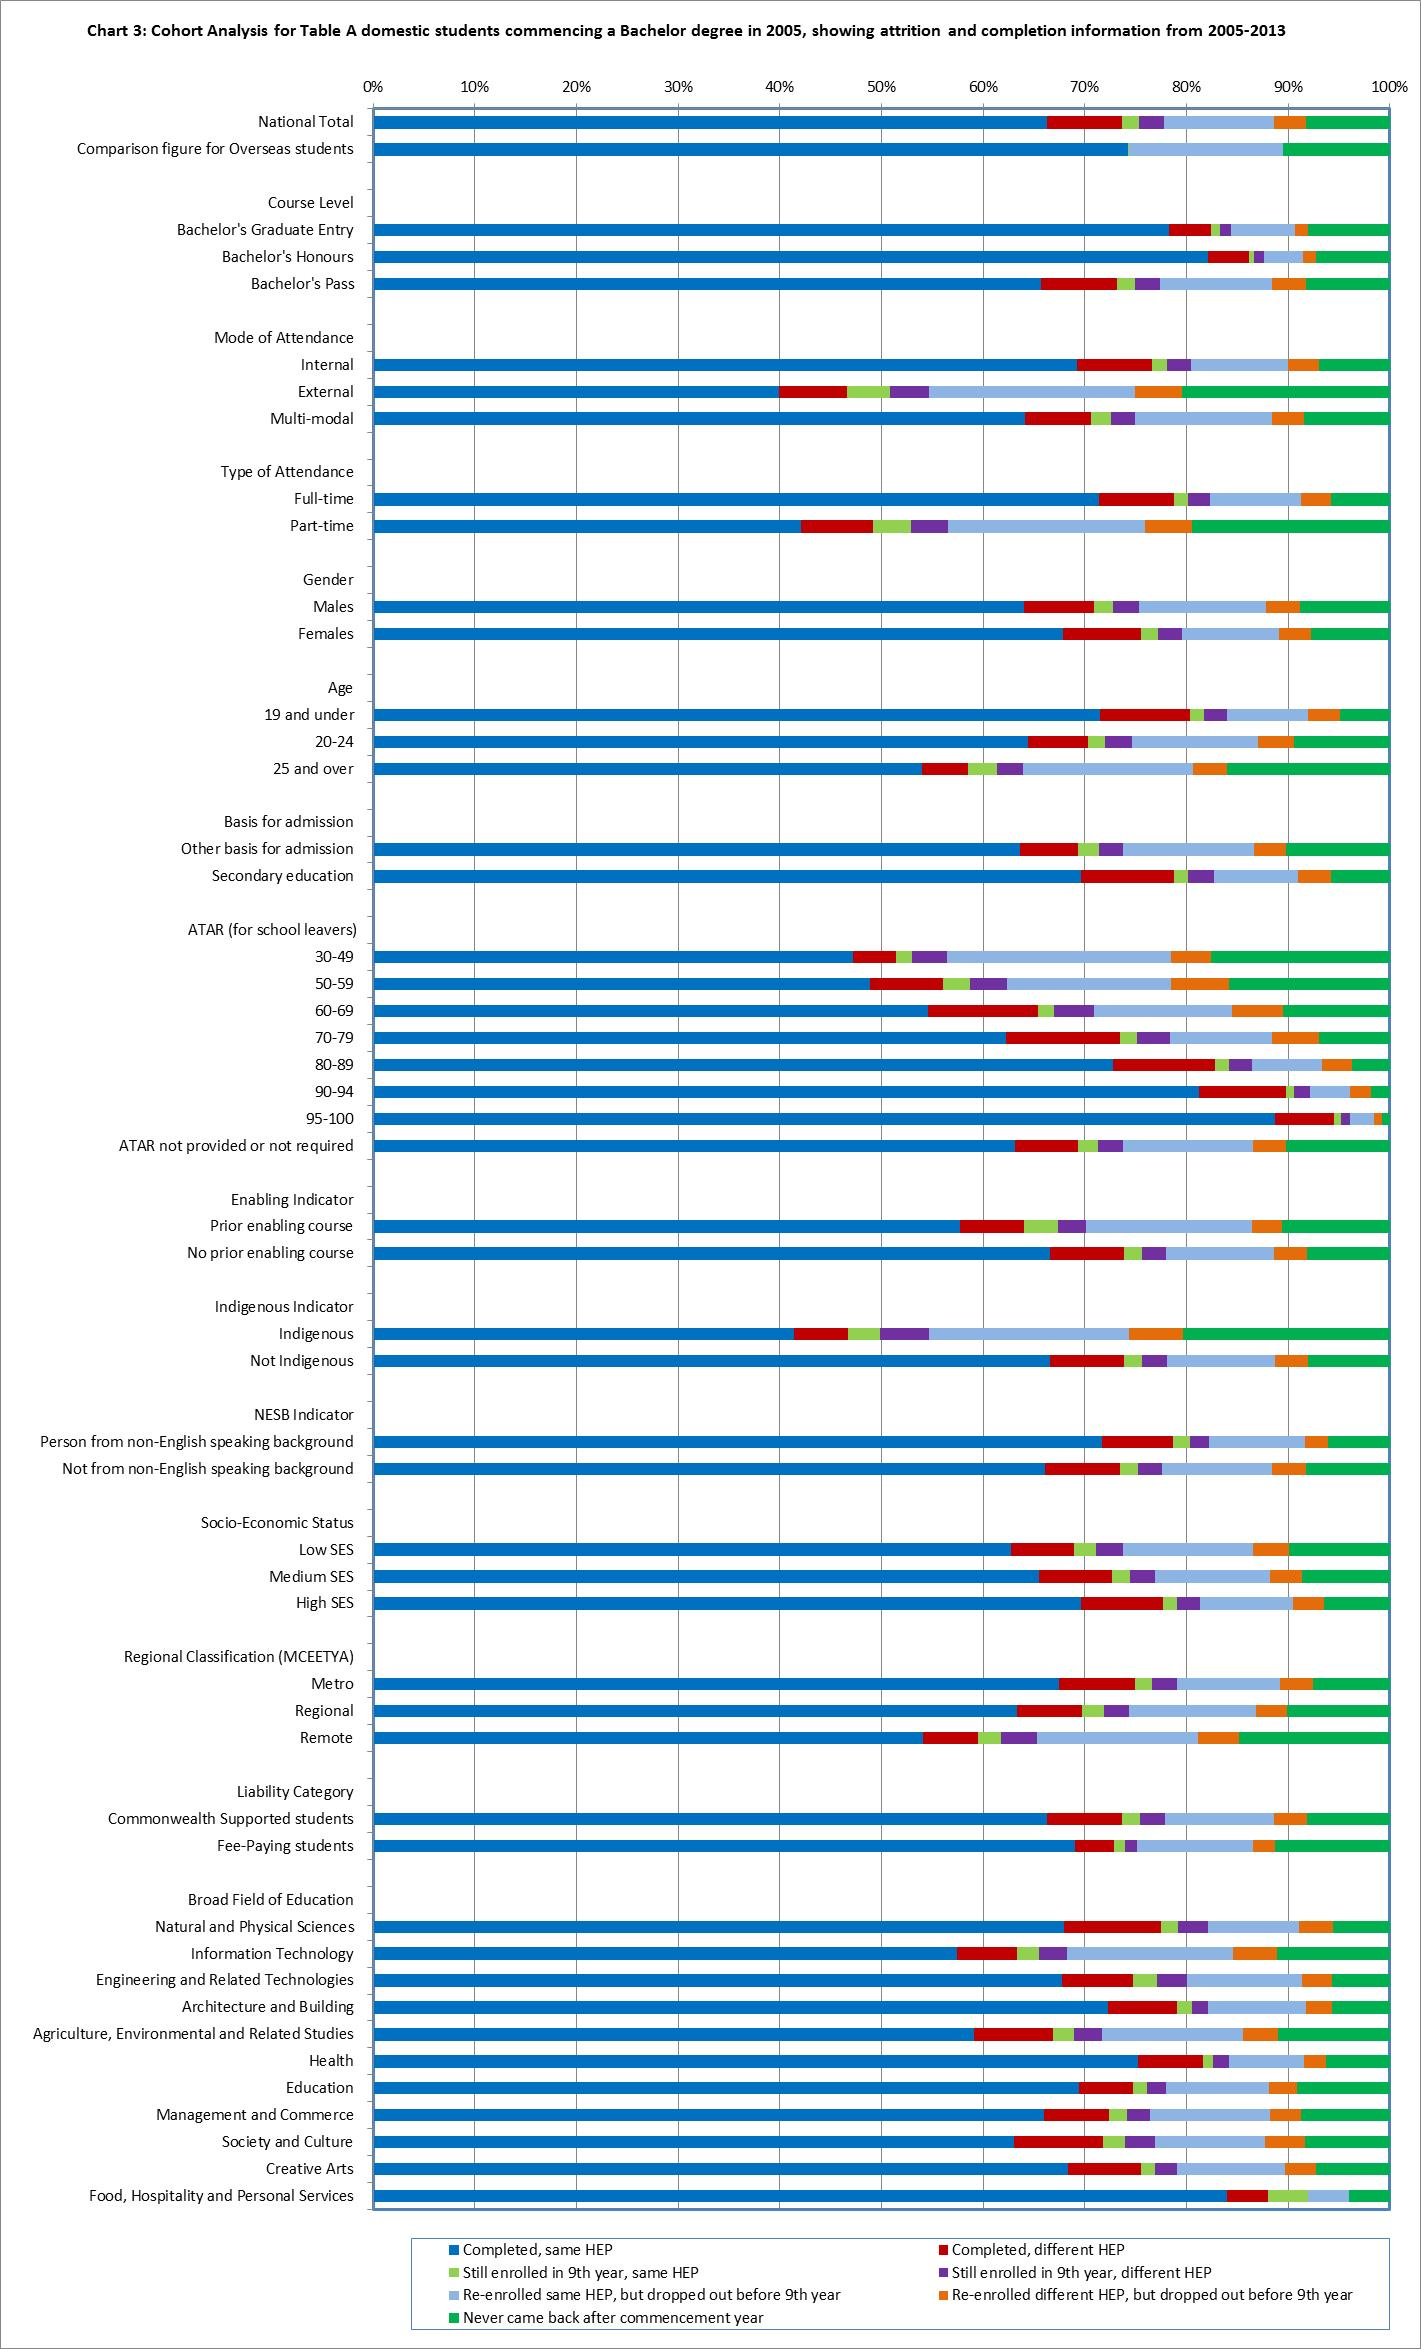 Chart 3: Cohort Analysis for Table A domestic students commencing a Bachelor degree in 2005, showing attrition and completion information from 2005-2013
0% 10% 20% 30% 40% 50% 60% 70% 80% 90% 100%
National Total
Comparison figure for Overseas students
Course Level
Bachelor's Graduate Entry
Bachelor's Honours
Bachelor's Pass
Mode of Attendance
Internal
External
Multi-modal
Type of Attendance
Full-time
Part-time
Gender
Males
Females
Age
19 and under
20-24
25 and over
Basis for admission
Other basis for admission
Secondary education
ATAR (for school leavers)
30-49
50-59
60-69
70-79
80-89
90-94
95-100
ATAR not provided or not required
Enabling Indicator
Prior enabling course
No prior enabling course
Indigenous Indicator
Indigenous
Not Indigenous
NESB Indicator
Person from non-English speaking background
Not from non-English speaking background
Socio-Economic Status
Low SES
Medium SES
High SES
Regional Classification (MCEETYA)
Metro
Regional
Remote
Liability Category
Commonwealth Supported students
Fee-Paying students
Broad Field of Education
Natural and Physical Sciences
Information Technology
Engineering and Related Technologies
Architecture and Building
Agriculture, Environmental and Related Studies
Health
Education
Management and Commerce
Society and Culture
Creative Arts
Food, Hospitality and Personal Services
Completed, same HEP Completed, different HEP
Still enrolled in 9th year, same HEP Still enrolled in 9th year, different HEP
Re-enrolled same HEP, but dropped out before 9th year Re-enrolled different HEP, but dropped out before 9th year
Never came back after commencement year